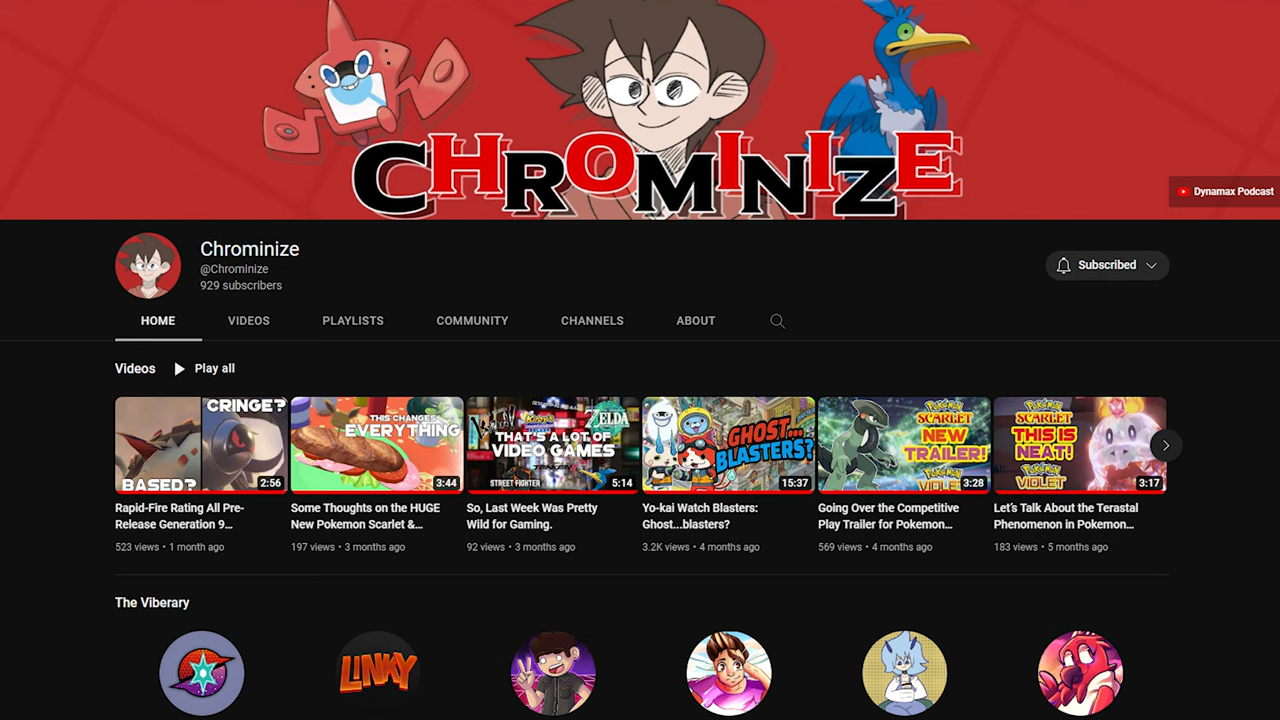 CHROMINIZE
Dynamax Podcast
Chrominize
@Chrominize
929 subscribers
Subscribed
HOME
VIDEOS
PLAYLISTS
COMMUNITY
CHANNELS
ABOUT
Videos
Play all
CRINGE?
BASED?
2:56
THIS CHANGES
EVERYTHING
3:44
ZELDA
THAT'S A LOT OF
VIDEO GAMES
TEKKEN
STREET FIGHTER
5:14
GHOST...
BLASTERS?
15:37
POKÉMON
SCARLET
NEW
TRAILER!
POKÉMON
VIOLET
3:28
POKÉMON
SCARLET
THIS IS
NEAT!
POKÉMON
VIOLET
3:17
Rapid-Fire Rating All Pre-
Release Generation 9...
523 views • 1 month ago
Some Thoughts on the HUGE
New Pokemon Scarlet &...
197 views • 3 months ago
So, Last Week Was Pretty
Wild for Gaming.
92 views • 3 months ago
Yo-kai Watch Blasters:
Ghost...blasters?
3.2K views • 4 months ago
Going Over the Competitive
Play Trailer for Pokemon...
569 views • 4 months ago
Let's Talk About the Terastal
Phenomenon in Pokemon...
183 views • 5 months ago
The Viberary
LINKY